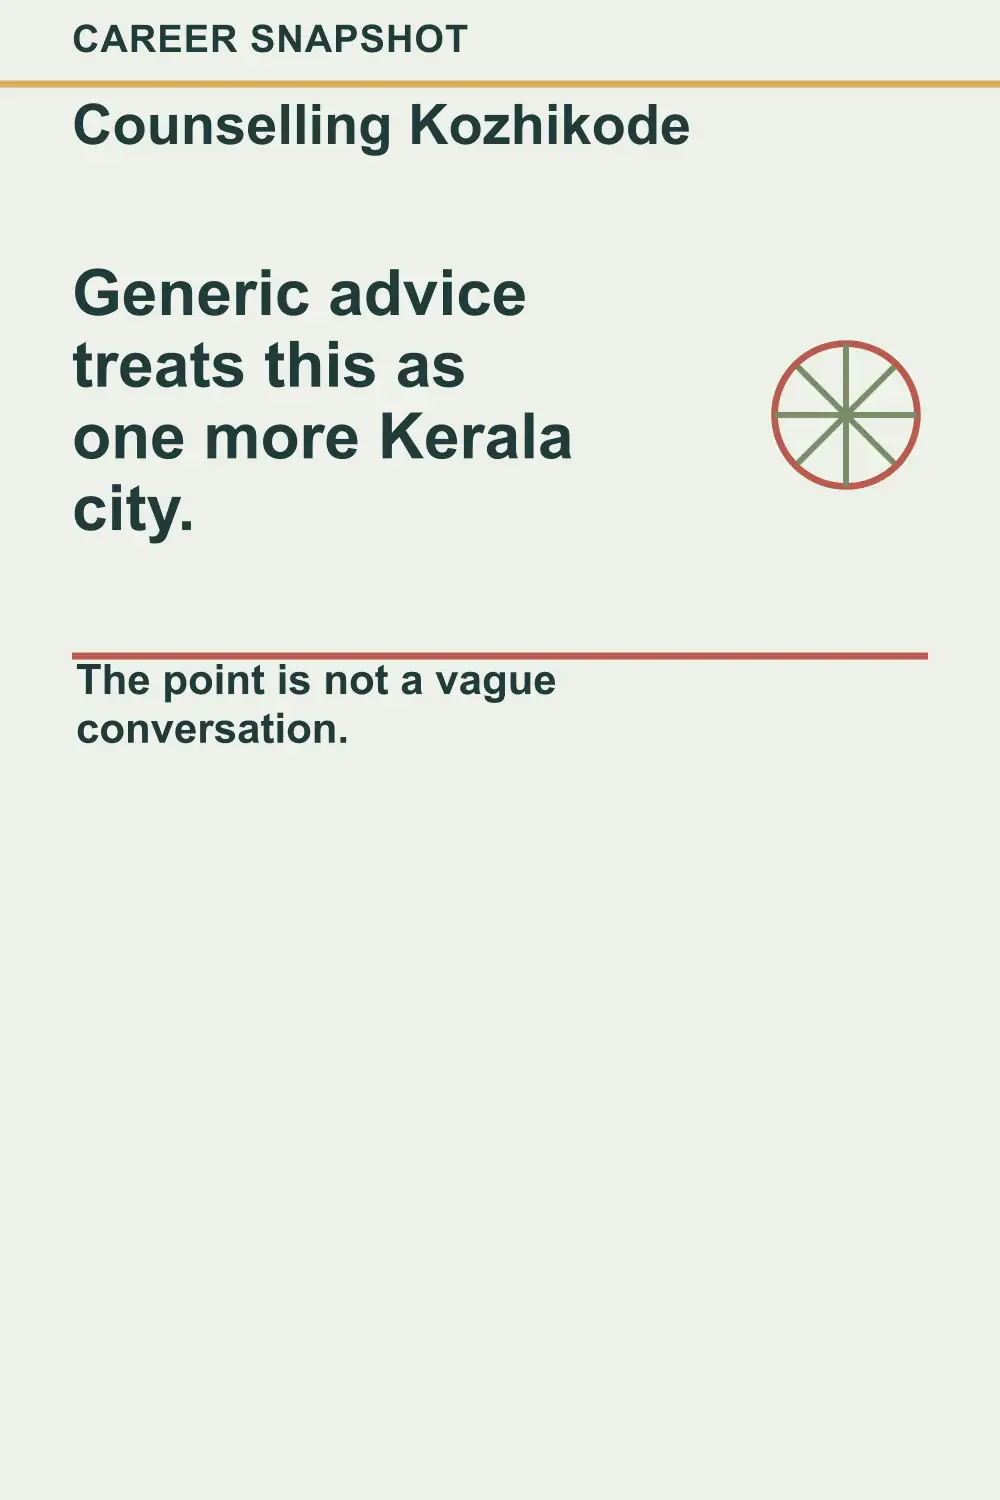 CAREER SNAPSHOT
Counselling Kozhikode
Generic advice
treats this as
one more Kerala
city.
The point is not a vague
conversation.